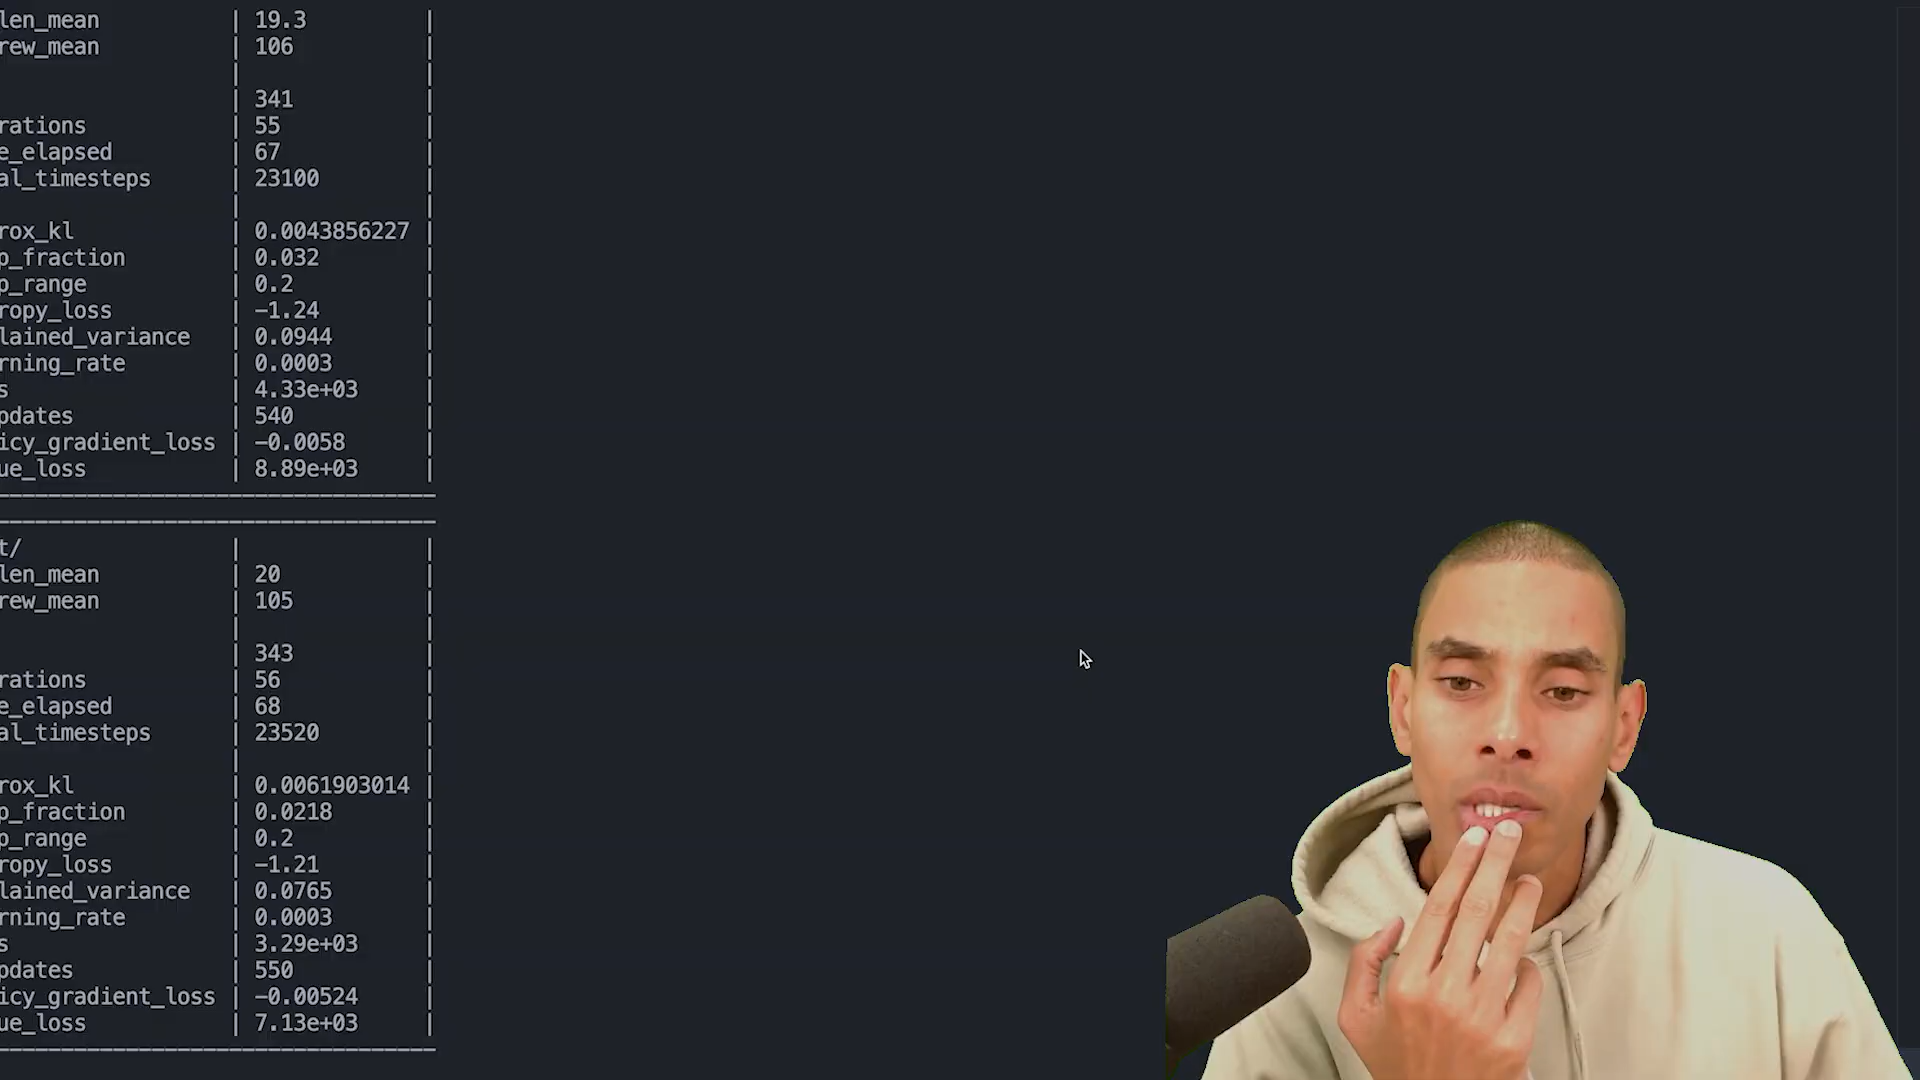 len_mean | 19.3 |
rew_mean | 106 |
| |
| 341 |
rations | 55 |
e_elapsed | 67 |
al_timesteps | 23100 |
| |
rox_kl | 0.0043856227 |
p_fraction | 0.032 |
p_range | 0.2 |
ropy_loss | −1.24 |
lained_variance | 0.0944 |
rning_rate | 0.0003 |
s | 4.33e+03 |
pdates | 540 |
icy_gradient_loss | −0.0058 |
ue_loss | 8.89e+03 |
t/ | |
len_mean | 20 |
rew_mean | 105 |
| |
| 343 |
rations | 56 |
e_elapsed | 68 |
al_timesteps | 23520 |
| |
rox_kl | 0.0061903014 |
p_fraction | 0.0218 |
p_range | 0.2 |
ropy_loss | −1.21 |
lained_variance | 0.0765 |
rning_rate | 0.0003 |
s | 3.29e+03 |
pdates | 550 |
icy_gradient_loss | −0.00524 |
ue_loss | 7.13e+03 |